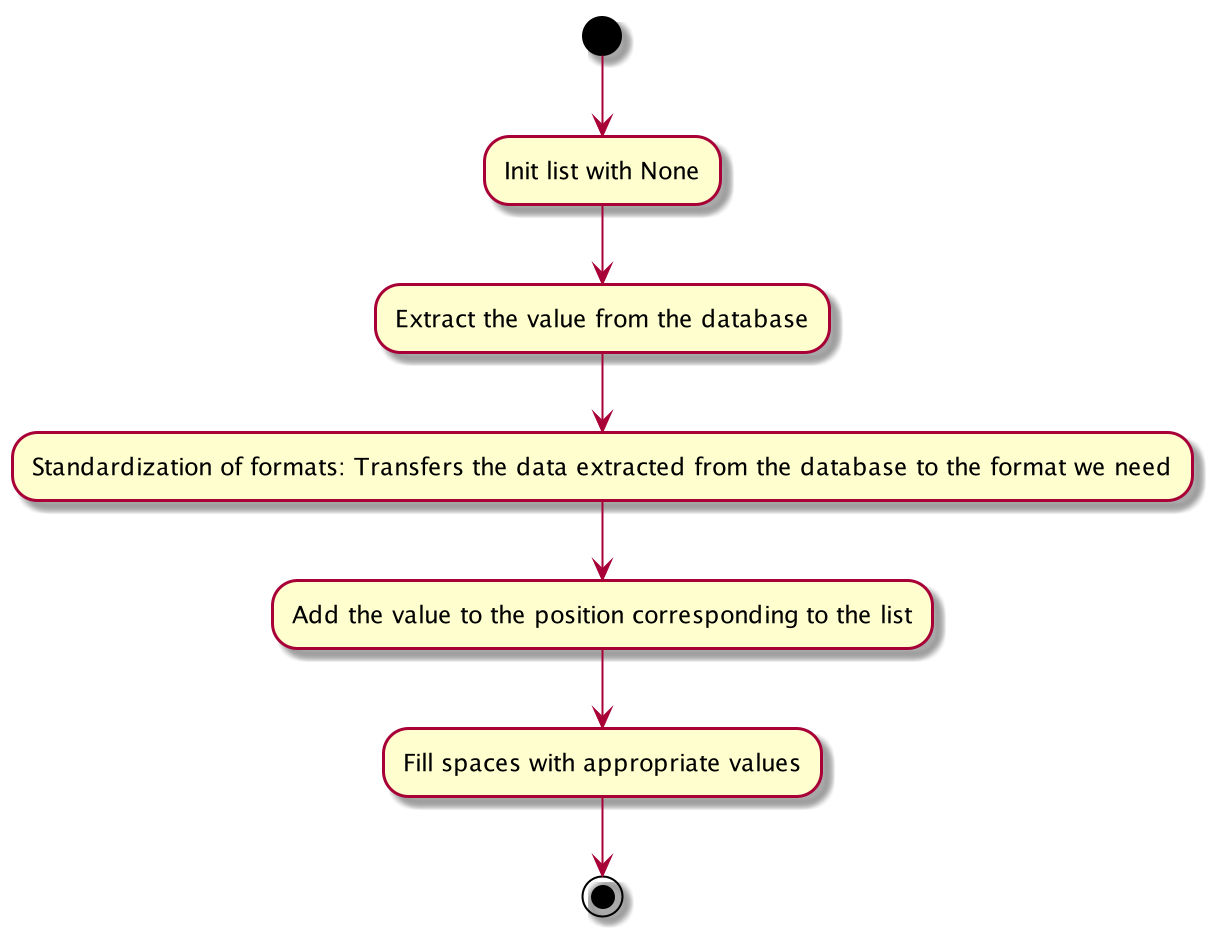 Init list with None
Extract the value from the database
Standardization of formats: Transfers the data extracted from the database to the format we need
Add the value to the position corresponding to the list
Fill spaces with appropriate values